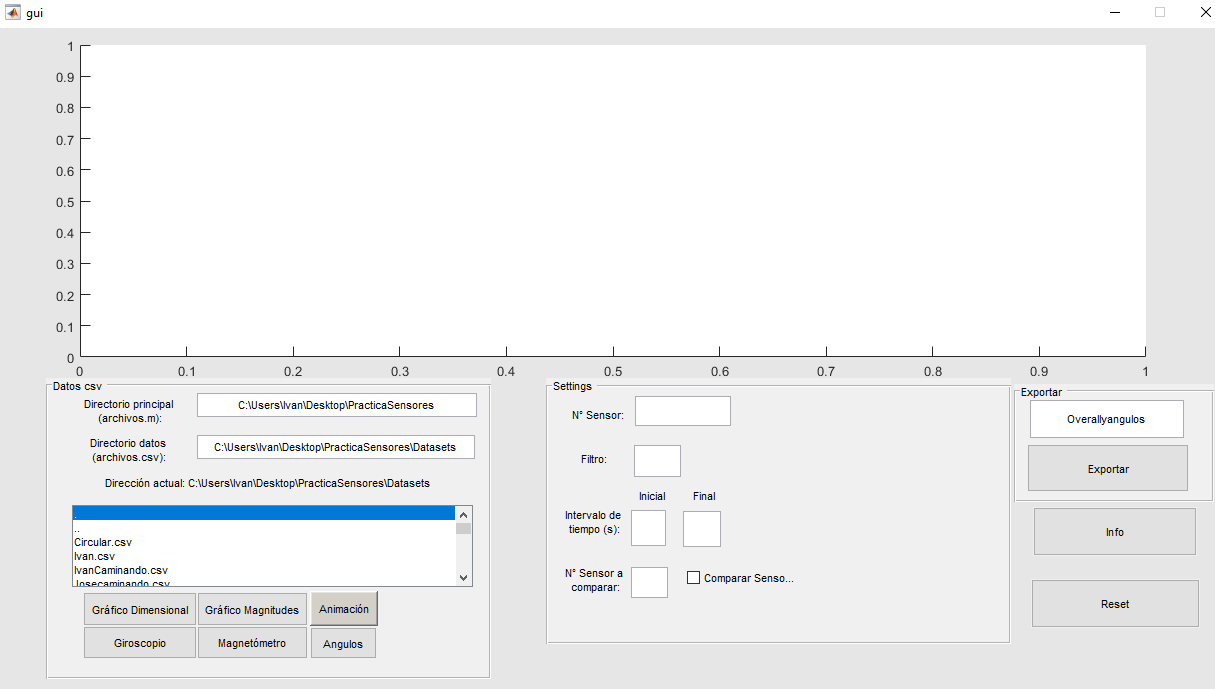 gui
1
0.9
0.8
0.7
0.6
0.5
0.4
0.3
0.2
0.1
0
0 0.1 0.2 0.3 0.4 0.5 0.6 0.7 0.8 0.9 1
Datos csv
Directorio principal
(archivos.m):
C:\Users\Ivan\Desktop\PracticaSensores
Directorio datos
(archivos.csv):
C:\Users\Ivan\Desktop\PracticaSensores\Datasets
Dirección actual: C:\Users\Ivan\Desktop\PracticaSensores\Datasets
.
..
Circular.csv
Ivan.csv
IvanCaminando.csv
Josecaminando.csv
Gráfico Dimensional
Gráfico Magnitudes
Animación
Giroscopio
Magnetómetro
Angulos
Settings
N° Sensor:
Filtro:
Inicial
Final
Intervalo de
tiempo (s):
N° Sensor a
comparar:
Comparar Senso...
Exportar
Overallyangulos
Exportar
Info
Reset